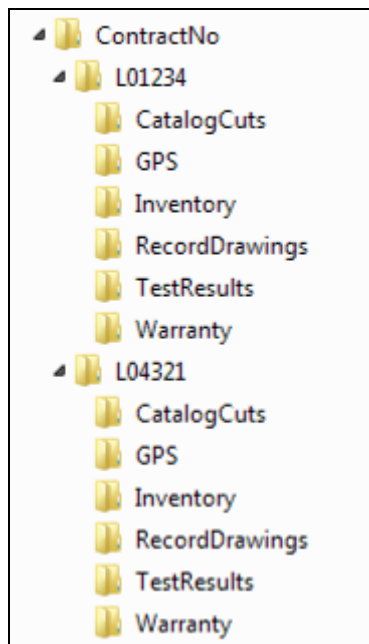 ContractNo
L01234
CatalogCuts
GPS
Inventory
RecordDrawings
TestResults
Warranty
L04321
CatalogCuts
GPS
Inventory
RecordDrawings
TestResults
Warranty